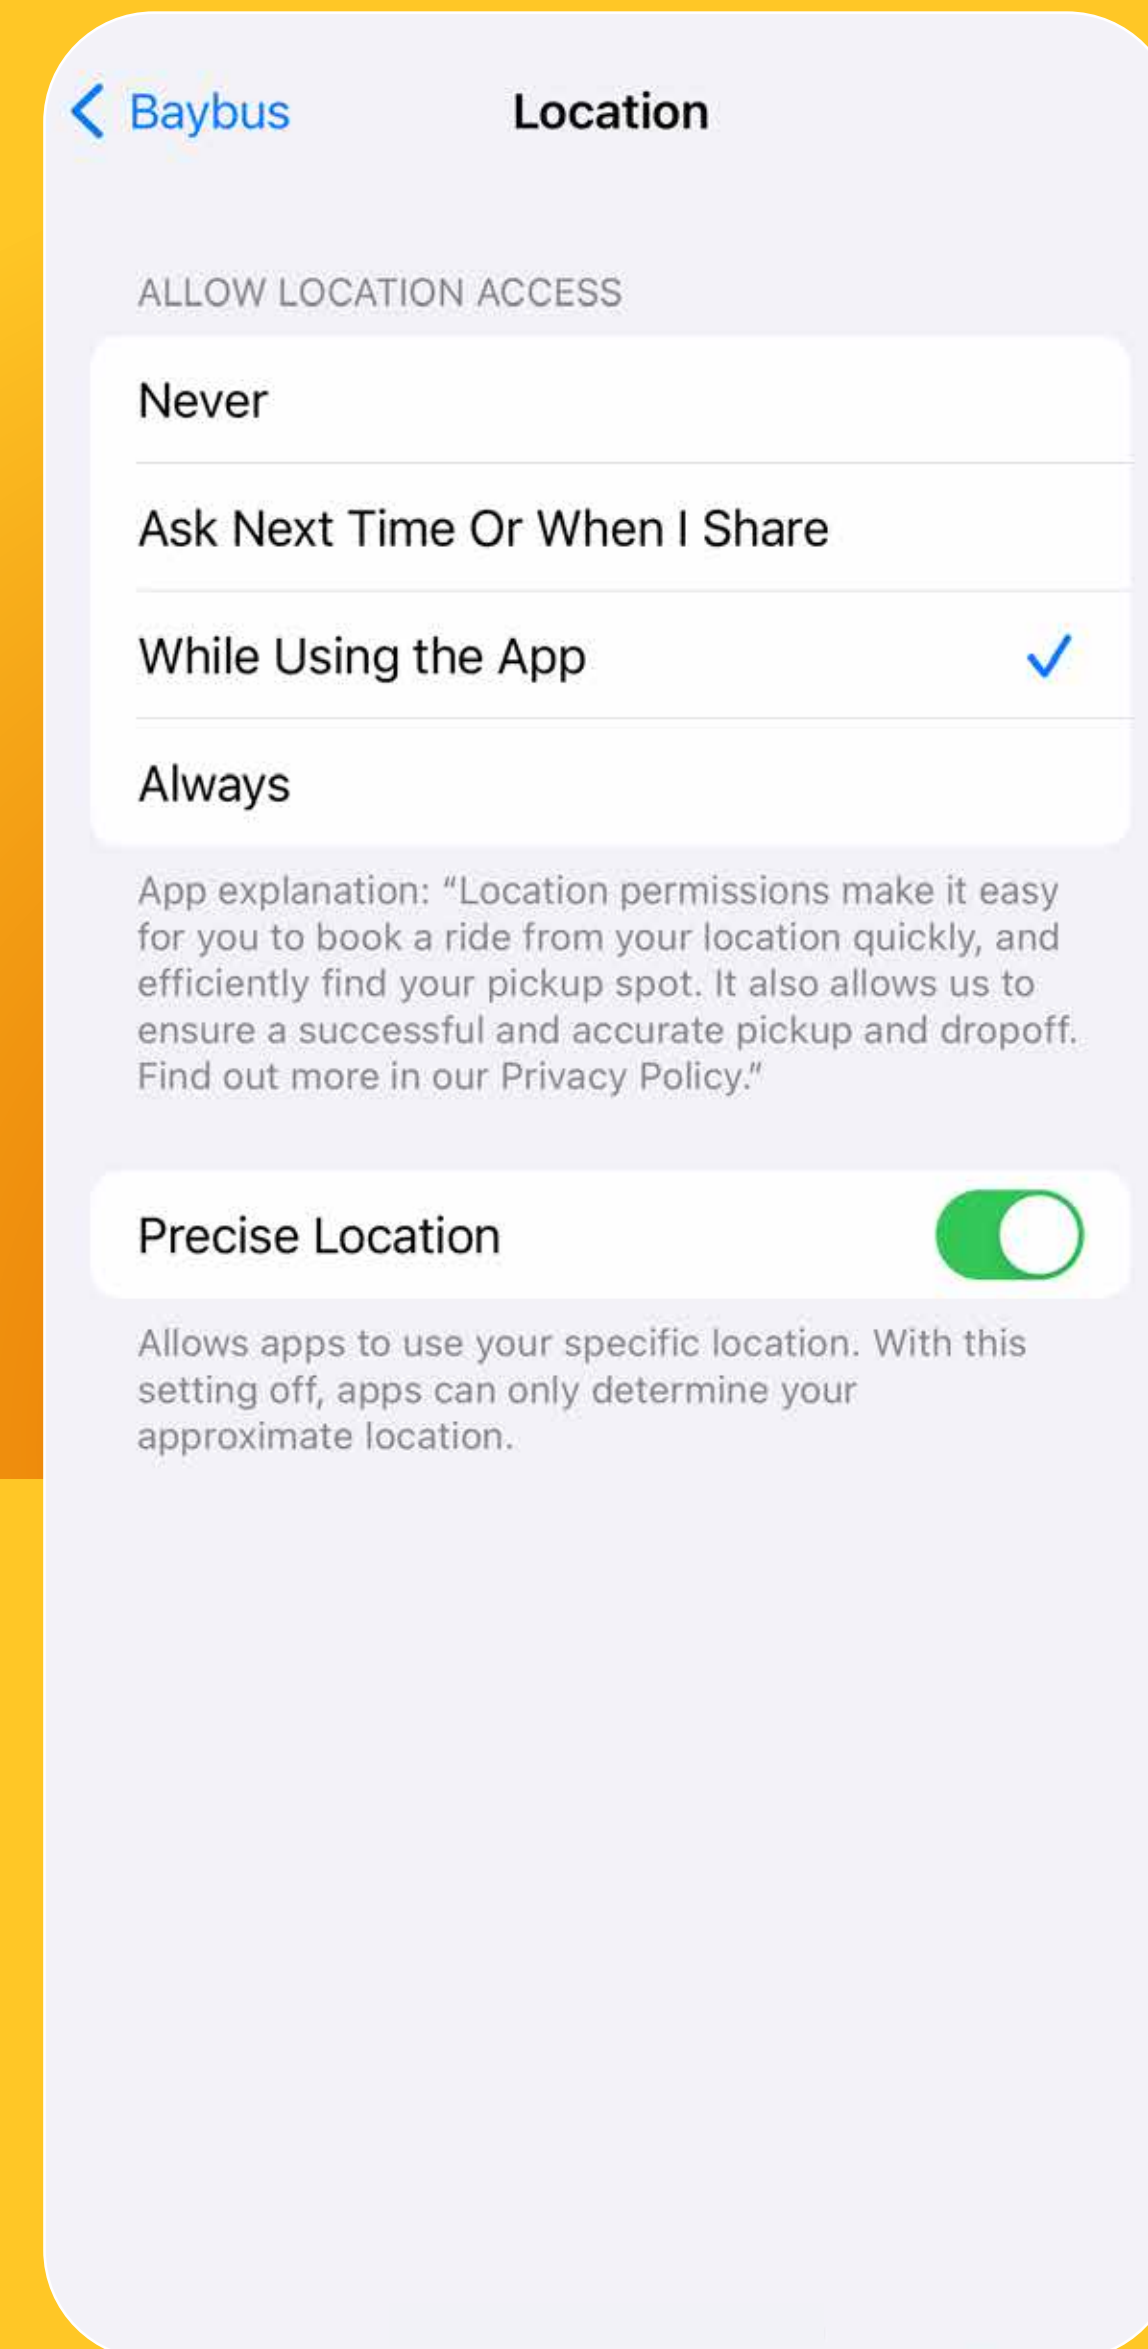 Baybus
Location
ALLOW LOCATION ACCESS
Never
Ask Next Time Or When I Share
While Using the App
Always
App explanation: “Location permissions make it easy
for you to book a ride from your location quickly, and
efficiently find your pickup spot. It also allows us to
ensure a successful and accurate pickup and dropoff.
Find out more in our Privacy Policy.”
Precise Location
Allows apps to use your specific location. With this
setting off, apps can only determine your
approximate location.